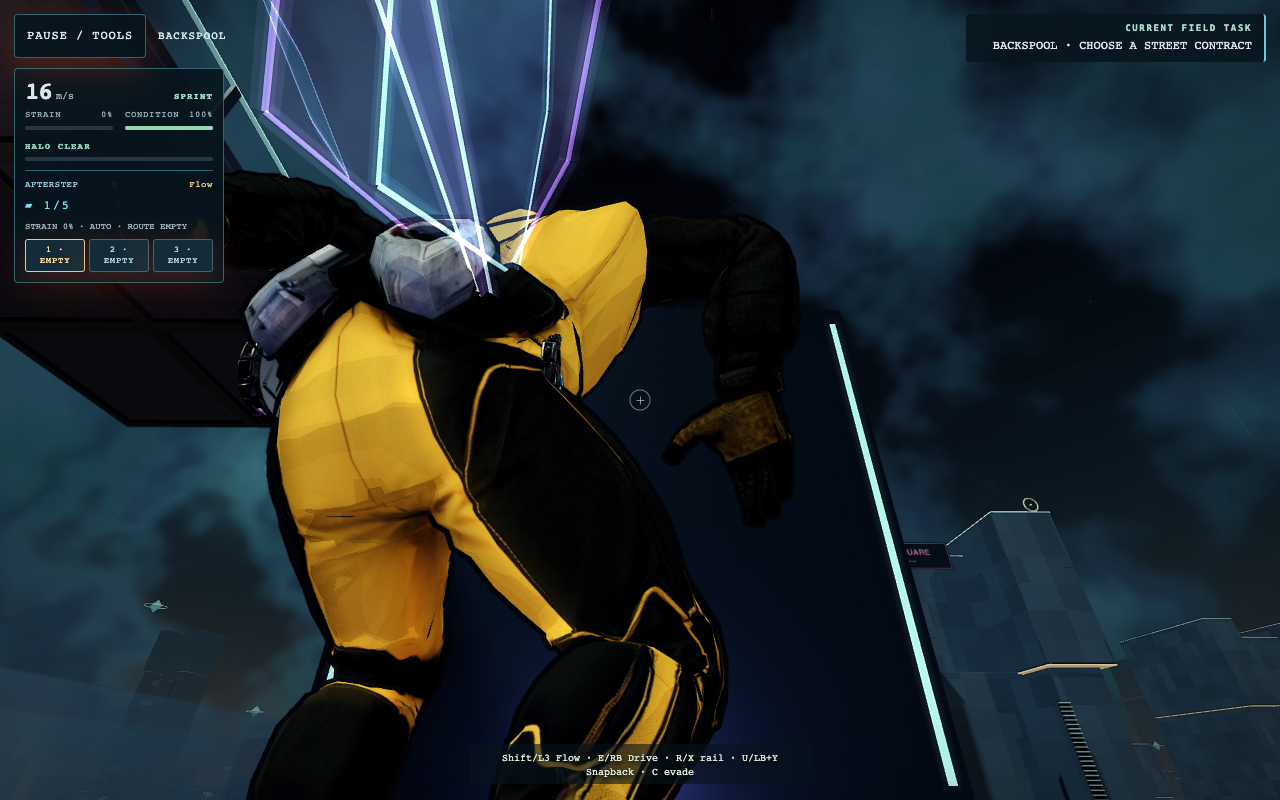 PAUSE / TOOLS
BACKSPOOL
CURRENT FIELD TASK
BACKSPOOL · CHOOSE A STREET CONTRACT
16 m/s
SPRINT
STRAIN 0%
CONDITION 100%
HALO CLEAR
AFTERSTEP
Flow
1/5
STRAIN 0% · AUTO · ROUTE EMPTY
1 · EMPTY
2 · EMPTY
3 · EMPTY
UARE
Shift/L3 Flow · E/RB Drive · R/X rail · U/LB+Y
Snapback · C evade